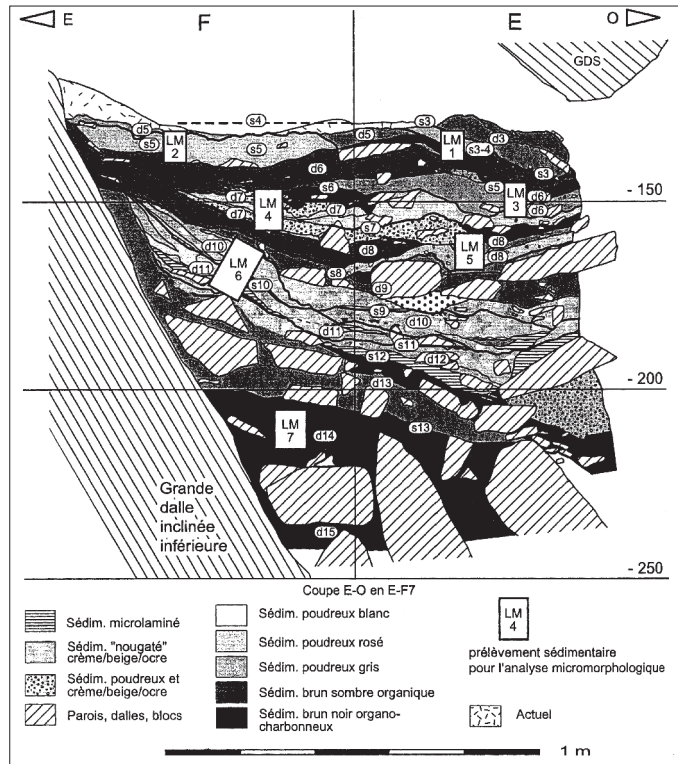 E F E O
GDS
s4 s3
d5 d5 d3
s5 LM 2 s5 LM 1 s3-4
d6 s3
s6 s5
d7 LM 4 d7 LM 3 d6
- 150
d7 s7 d6
d10 d8 LM 5 d8
d11 LM 6 s8 d8
s10 d9
s9 d10
d11 s11
s12 d12
d13
- 200
LM 7 d14 s13
Grande
dalle
inclinée
inférieure
d15
- 250
Coupe E-O en E-F7
Sédim. microlaminé
Sédim. "nougaté"
crème/beige/ocre
Sédim. poudreux et
crème/beige/ocre
Parois, dalles, blocs
Sédim. poudreux blanc
Sédim. poudreux rosé
Sédim. poudreux gris
Sédim. brun sombre organique
Sédim. brun noir organo-
charbonneux
LM
4
prélèvement sédimentaire
pour l'analyse micromorphologique
Actuel
1 m